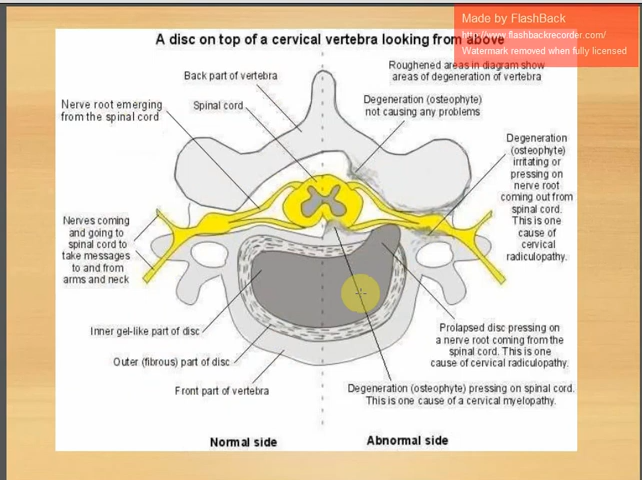 Made by FlashBack
http://www.flashbackrecorder.com/
Watermark removed when fully licensed
A disc on top of a cervical vertebra looking from above
Back part of vertebra
Roughened areas in diagram show
areas of degeneration of vertebra
Nerve root emerging
from the spinal cord
Spinal cord
Degeneration (osteophyte)
not causing any problems
Degeneration
(osteophyte)
irritating or
pressing on
nerve root
coming out from
spinal cord.
This is one
cause of
cervical
radiculopathy.
Nerves coming
and going to
spinal cord to
take messages
to and from
arms and neck
Inner gel-like part of disc
Outer (fibrous) part of disc
Front part of vertebra
Prolapsed disc pressing on
a nerve root coming from the
spinal cord. This is one
cause of cervical radiculopathy.
Degeneration (osteophyte) pressing on spinal cord.
This is one cause of a cervical myelopathy.
Normal side
Abnormal side